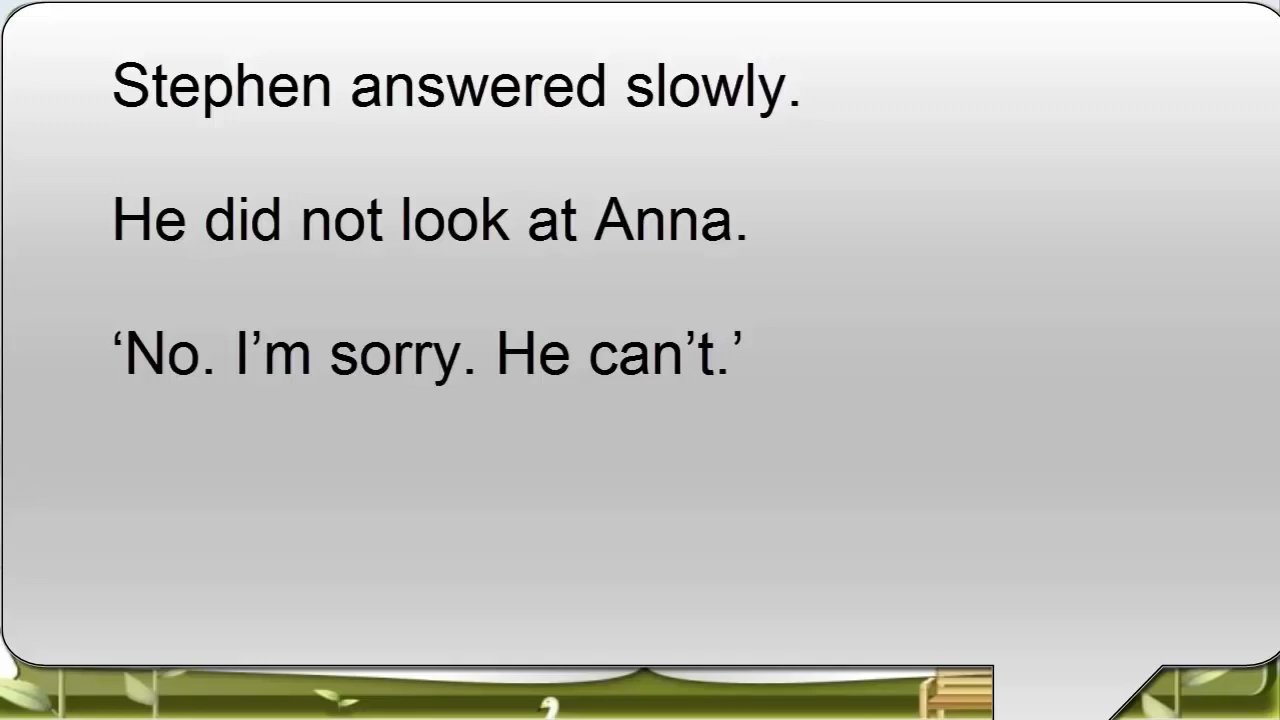 Stephen answered slowly.
He did not look at Anna.
‘No. I’m sorry. He can’t.’